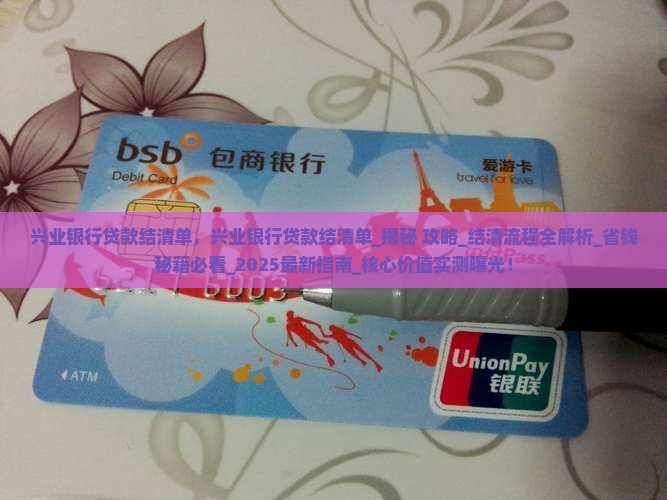 bsb 包商银行
Debit Card
爱游卡
travel for love
兴业银行贷款结清单，兴业银行贷款结清单_揭秘 攻略_结清流程全解析_省钱
秘籍必看_2025最新指南_核心价值实测曝光！
6003
ATM
UnionPay
银联